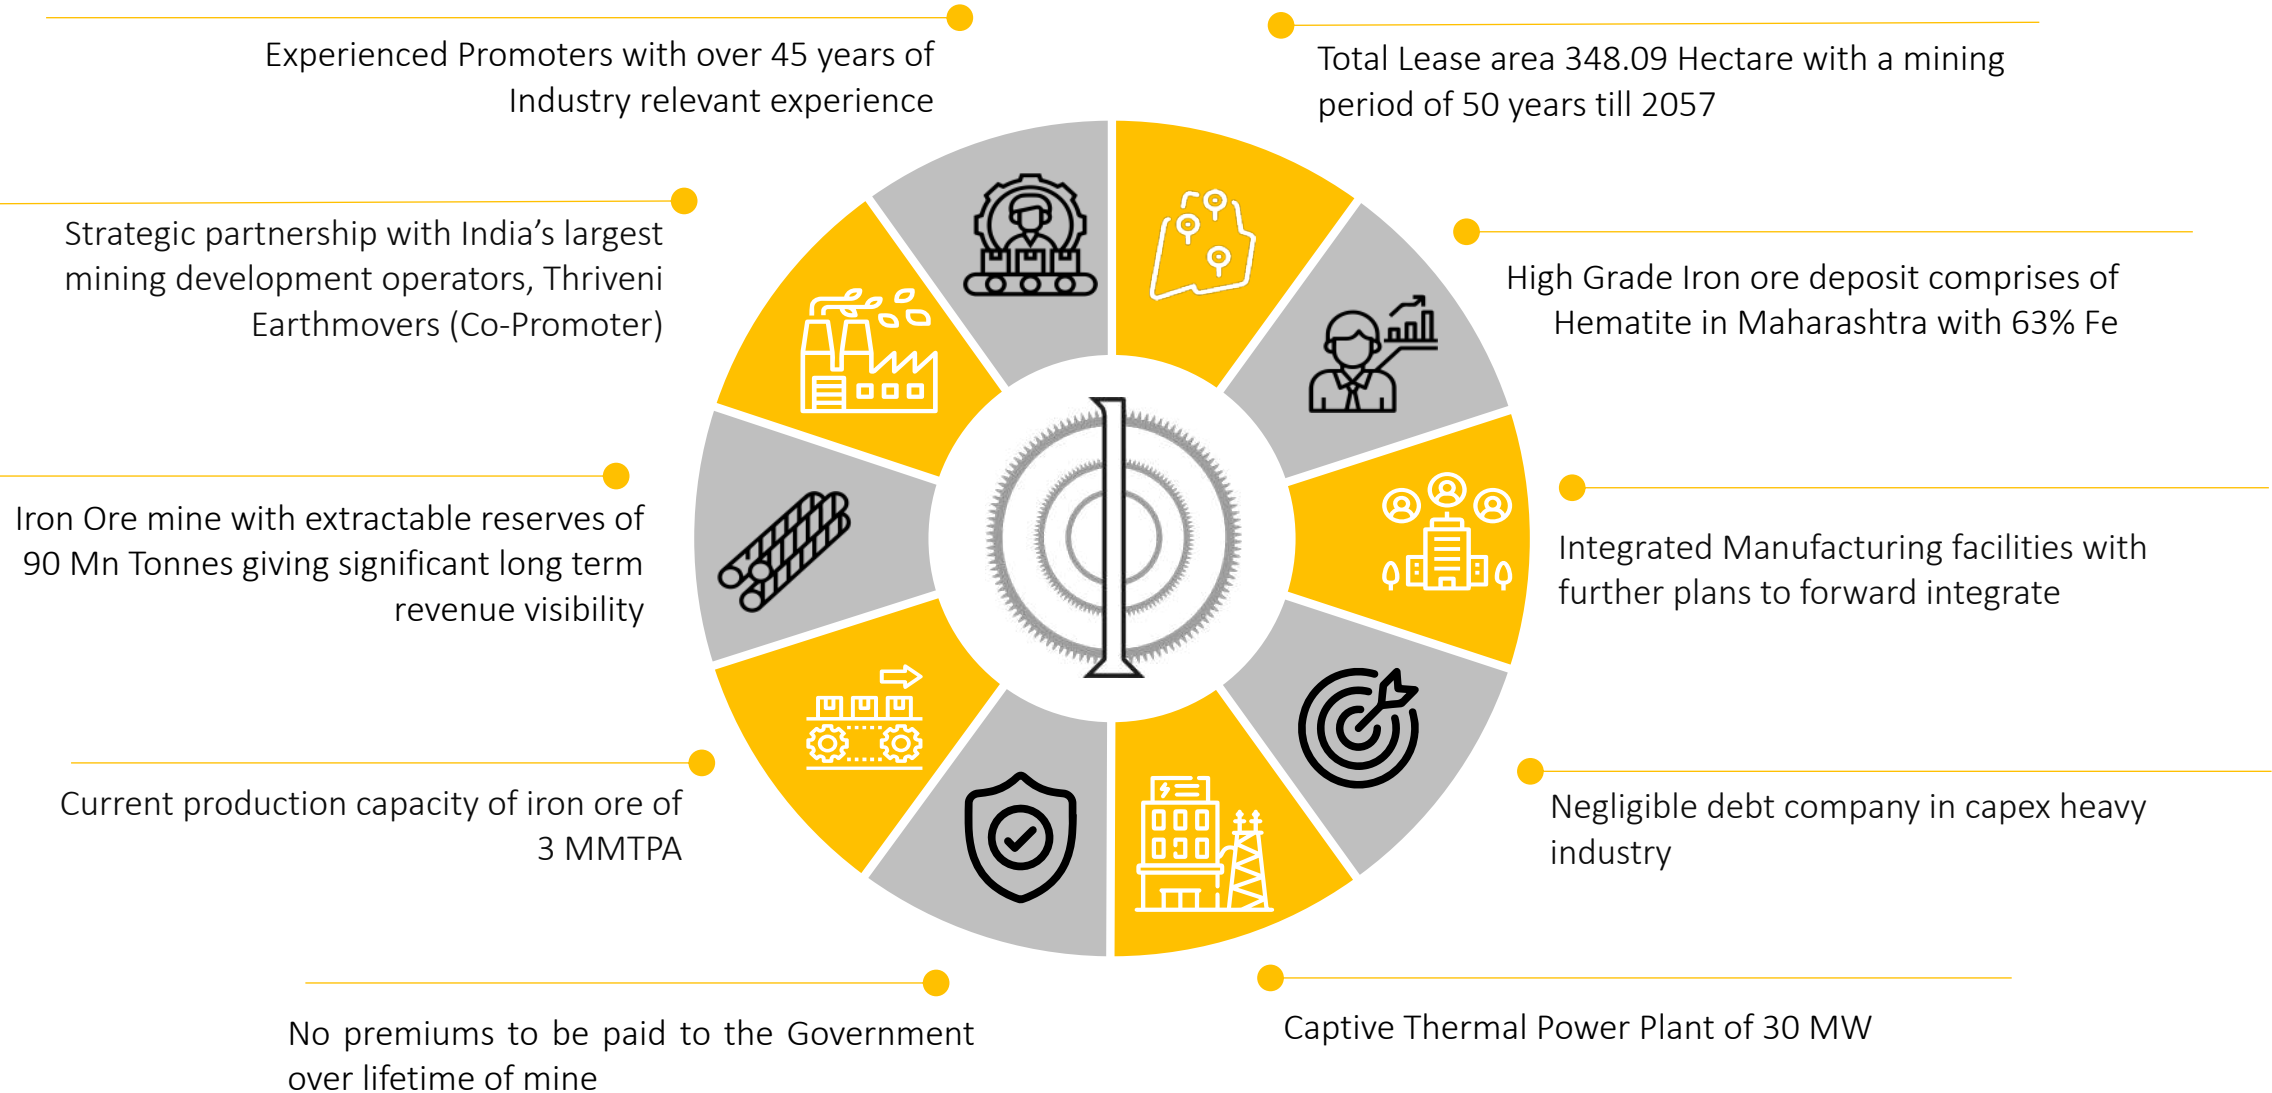 Experienced Promoters with over 45 years of
Industry relevant experience
Strategic partnership with India’s largest
mining development operators, Thriveni
Earthmovers (Co-Promoter)
Iron Ore mine with extractable reserves of
90 Mn Tonnes giving significant long term
revenue visibility
Current production capacity of iron ore of
3 MMTPA
No premiums to be paid to the Government
over lifetime of mine
Total Lease area 348.09 Hectare with a mining
period of 50 years till 2057
High Grade Iron ore deposit comprises of
Hematite in Maharashtra with 63% Fe
Integrated Manufacturing facilities with
further plans to forward integrate
Negligible debt company in capex heavy
industry
Captive Thermal Power Plant of 30 MW